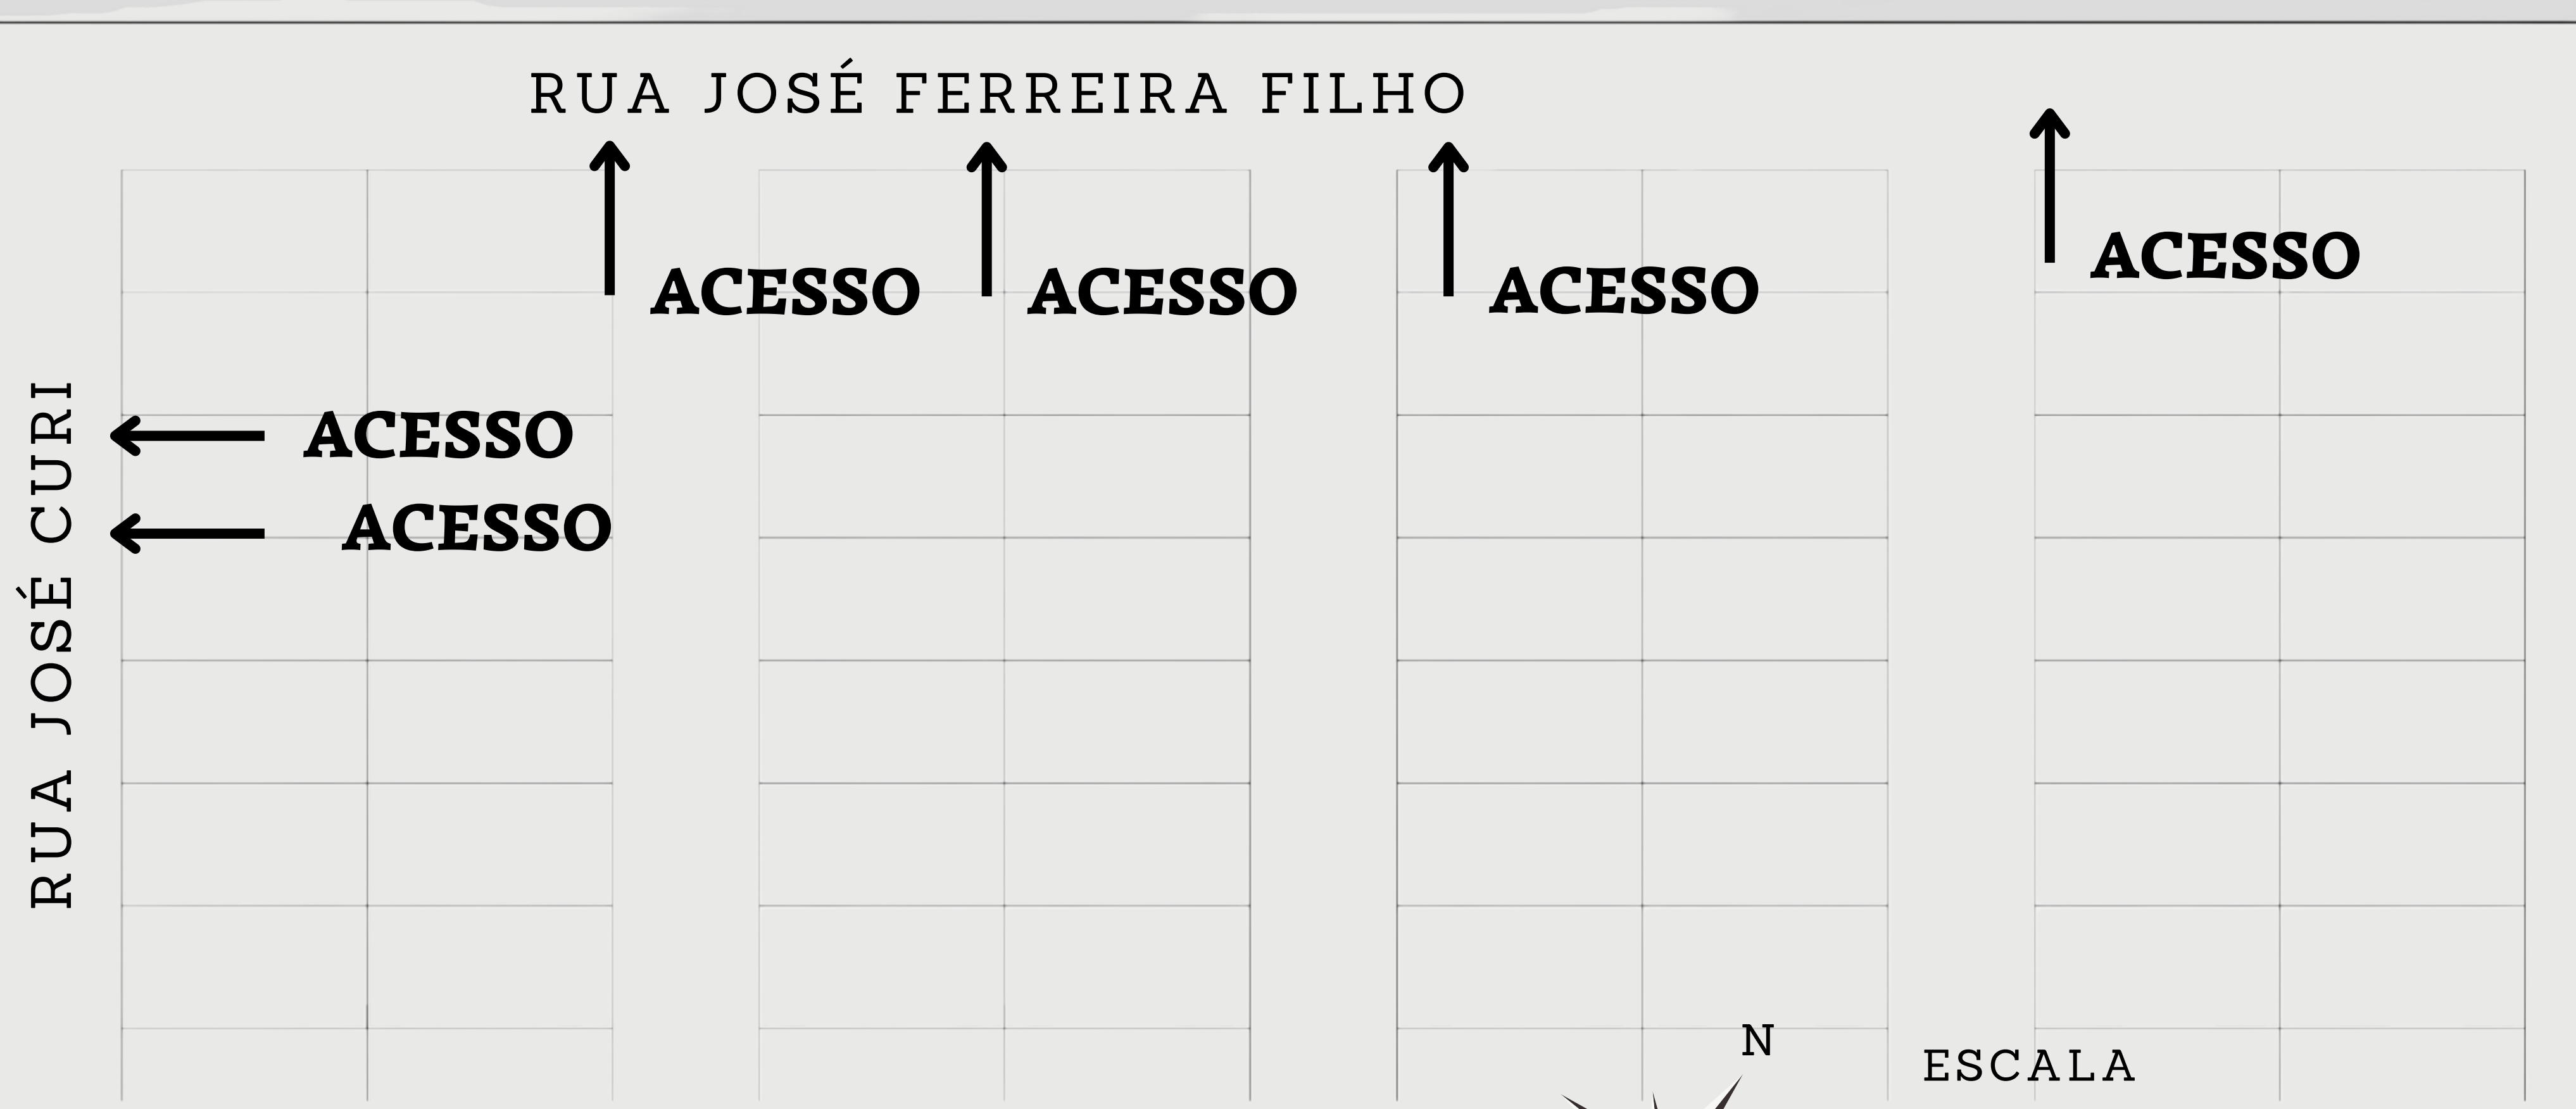 RUA JOSÉ FERREIRA FILHO
ACESSO
ACESSO
ACESSO
ACESSO
RUA JOSÉ CURI
ACESSO
ACESSO
N
ESCALA